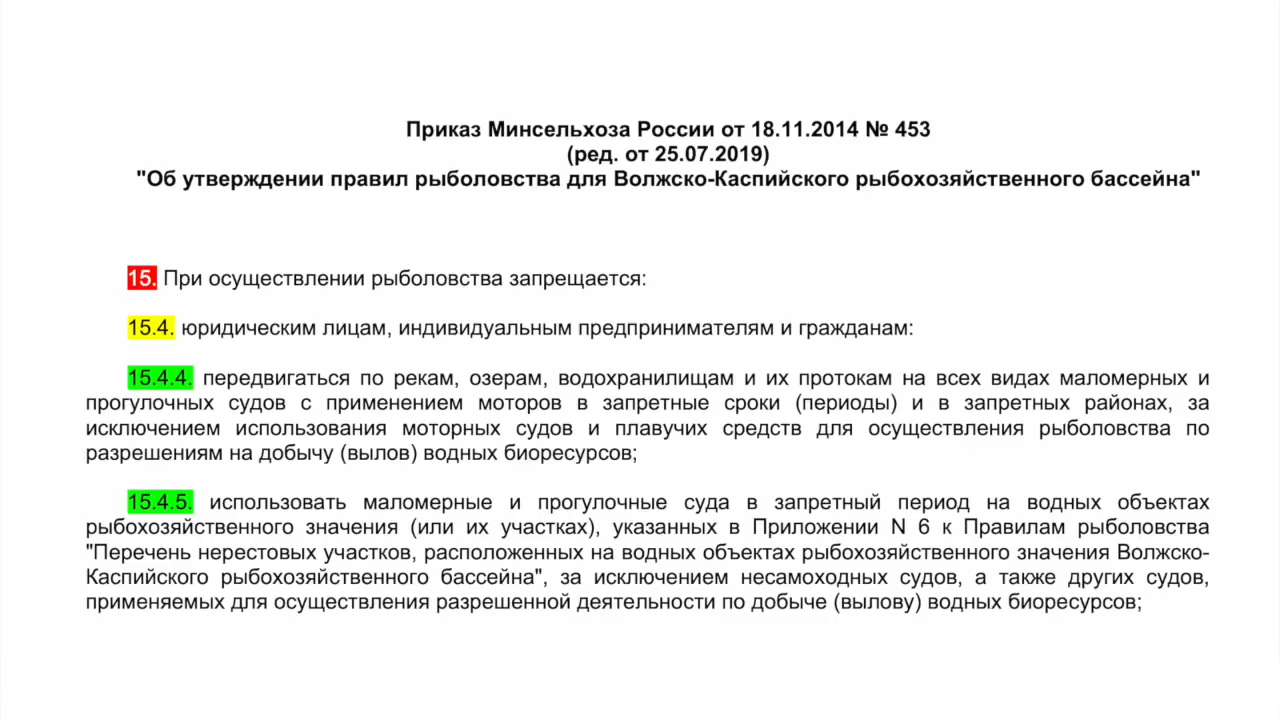 Приказ Минсельхоза России от 18.11.2014 № 453
(ред. от 25.07.2019)
"Об утверждении правил рыболовства для Волжско-Каспийского рыбохозяйственного бассейна"
15. При осуществлении рыболовства запрещается:
15.4. юридическим лицам, индивидуальным предпринимателям и гражданам:
15.4.4. передвигаться по рекам, озерам, водохранилищам и их протокам на всех видах маломерных и
прогулочных судов с применением моторов в запретные сроки (периоды) и в запретных районах, за
исключением использования моторных судов и плавучих средств для осуществления рыболовства по
разрешениям на добычу (вылов) водных биоресурсов;
15.4.5. использовать маломерные и прогулочные суда в запретный период на водных объектах
рыбохозяйственного значения (или их участках), указанных в Приложении N 6 к Правилам рыболовства
"Перечень нерестовых участков, расположенных на водных объектах рыбохозяйственного значения Волжско-
Каспийского рыбохозяйственного бассейна", за исключением несамоходных судов, а также других судов,
применяемых для осуществления разрешенной деятельности по добыче (вылову) водных биоресурсов;